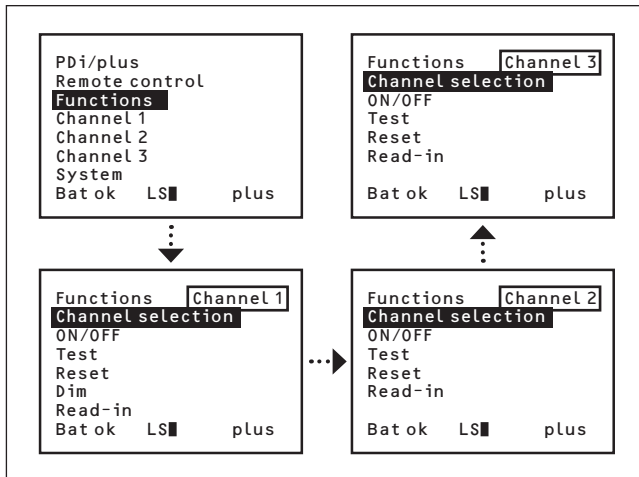 PDi/plus
Remote control
Functions
Channel 1
Channel 2
Channel 3
System
Bat ok LS plus
Functions Channel 1
Channel selection
ON/OFF
Test
Reset
Dim
Read-in
Bat ok LS plus
Functions Channel 2
Channel selection
ON/OFF
Test
Reset
Read-in
Bat ok LS plus
Functions Channel 3
Channel selection
ON/OFF
Test
Reset
Read-in
Bat ok LS plus